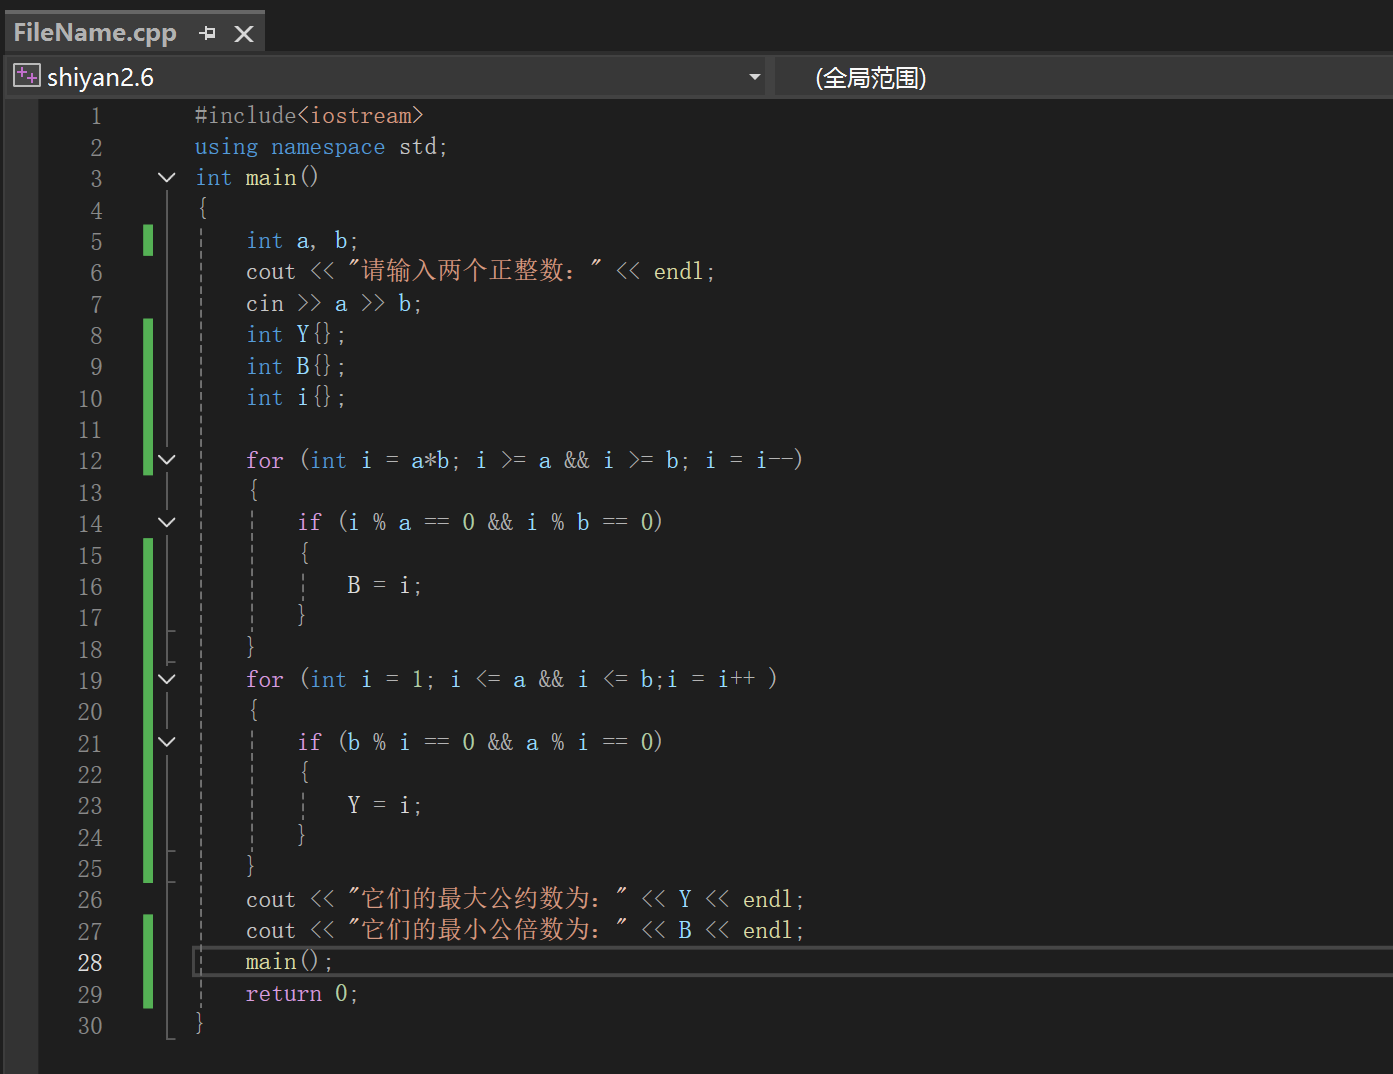 FileName.cpp
shiyan2.6
(全局范围)
1 #include<iostream>
2 using namespace std;
3 int main()
4 {
5 int a, b;
6 cout << "请输入两个正整数：" << endl;
7 cin >> a >> b;
8 int Y{};
9 int B{};
10 int i{};
11
12 for (int i = a*b; i >= a && i >= b; i = i--)
13 {
14 if (i % a == 0 && i % b == 0)
15 {
16 B = i;
17 }
18 }
19 for (int i = 1; i <= a && i <= b;i = i++ )
20 {
21 if (b % i == 0 && a % i == 0)
22 {
23 Y = i;
24 }
25 }
26 cout << "它们的最大公约数为：" << Y << endl;
27 cout << "它们的最小公倍数为：" << B << endl;
28 main();
29 return 0;
30 }